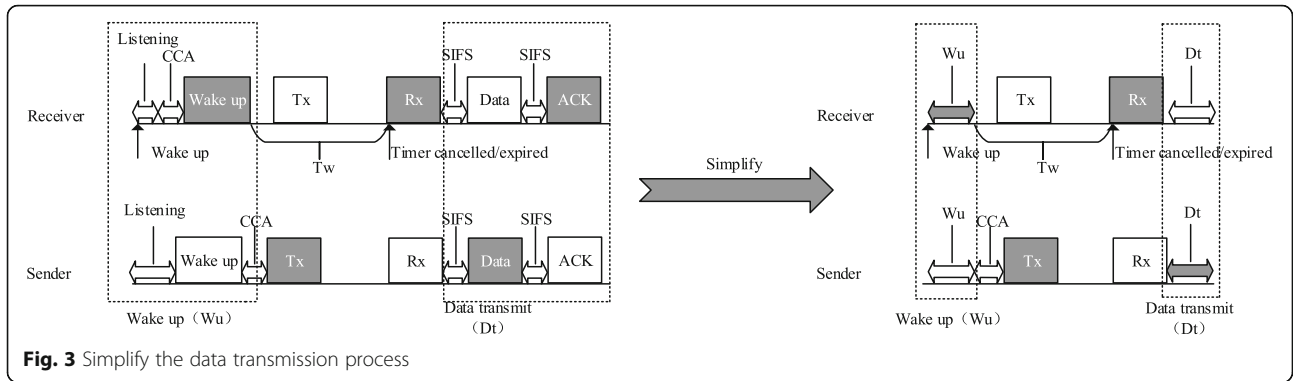 Listening
CCA
SIFS
SIFS
Receiver
Wake up
Tx
Rx
Data
ACK
Wake up
Tw
Timer cancelled/expired
Listening
CCA
SIFS
SIFS
Sender
Wake up
Tx
Rx
Data
ACK
Wake up（Wu）
Data transmit
（Dt）
Simplify
Wu
Dt
Receiver
Tx
Rx
Wake up
Tw
Timer cancelled/expired
Wu
CCA
Dt
Sender
Tx
Rx
Wake up（Wu）
Data transmit
（Dt）
Fig. 3 Simplify the data transmission process